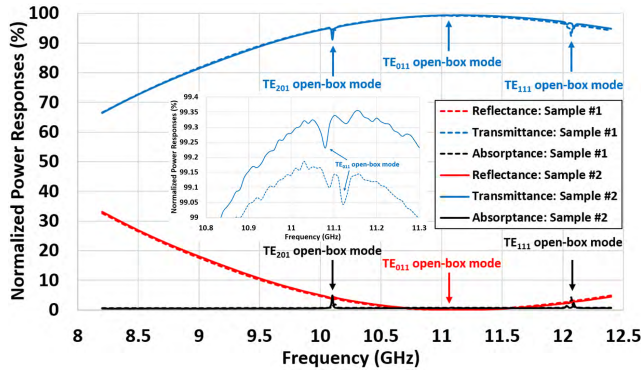 Normalized Power Responses (%)
100
90
80
70
60
50
40
30
20
10
0
TE201 open-box mode
TE011 open-box mode
TE111 open-box mode
Normalized Power Responses (%)
99.4
99.35
99.3
99.25
99.2
99.15
99.1
99.05
99
TE011 open-box mode
10.8
10.9
11
11.1
11.2
11.3
Frequency (GHz)
Reflectance: Sample #1
Transmittance: Sample #1
Absorptance: Sample #1
Reflectance: Sample #2
Transmittance: Sample #2
Absorptance: Sample #2
TE201 open-box mode
TE011 open-box mode
TE111 open-box mode
8
8.5
9
9.5
10
10.5
11
11.5
12
12.5
Frequency (GHz)